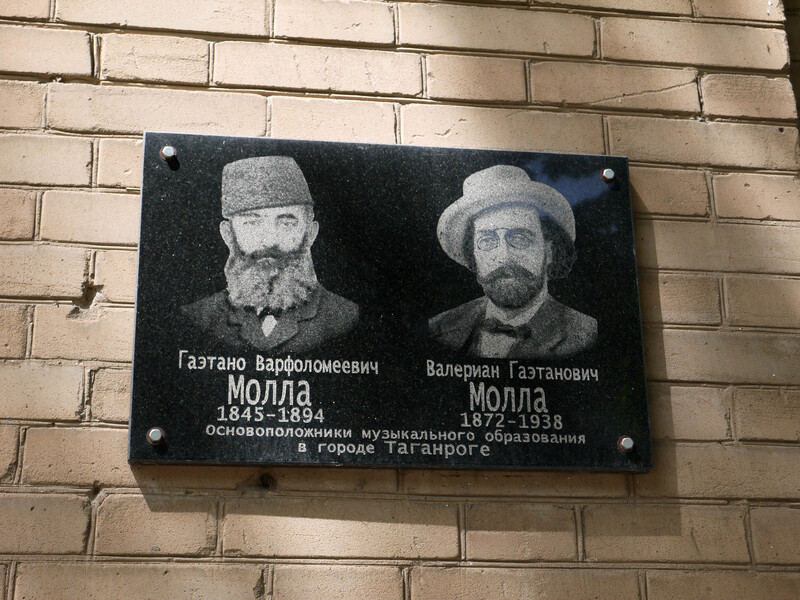 Гаэтано Варфоломеевич
Молла
1845-1894
Валериан Гаэтанович
Молла
1872-1938
Основоположники музыкального образования
в городе Таганроге